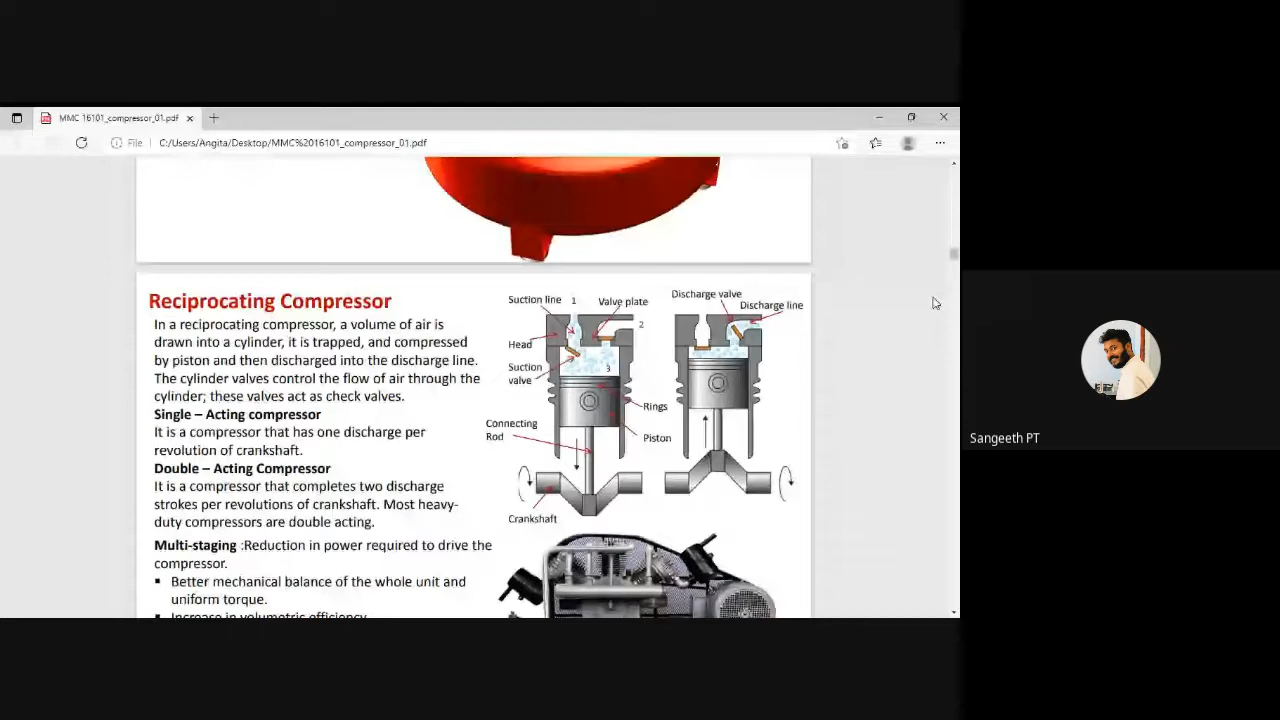 MMC 16101_compressor_01.pdf
File
C:/Users/Angita/Desktop/MMC%2016101_compressor_01.pdf
Reciprocating Compressor
In a reciprocating compressor, a volume of air is
drawn into a cylinder, it is trapped, and compressed
by piston and then discharged into the discharge line.
The cylinder valves control the flow of air through the
cylinder; these valves act as check valves.
Single – Acting compressor
It is a compressor that has one discharge per
revolution of crankshaft.
Double – Acting Compressor
It is a compressor that completes two discharge
strokes per revolutions of crankshaft. Most heavy-
duty compressors are double acting.
Multi-staging :Reduction in power required to drive the
compressor.
▪ Better mechanical balance of the whole unit and
uniform torque.
▪ Increase in volumetric efficiency
Suction line
1
Valve plate
2
Head
Suction
valve
3
Rings
Connecting
Rod
Piston
Crankshaft
Discharge valve
Discharge line
Sangeeth PT